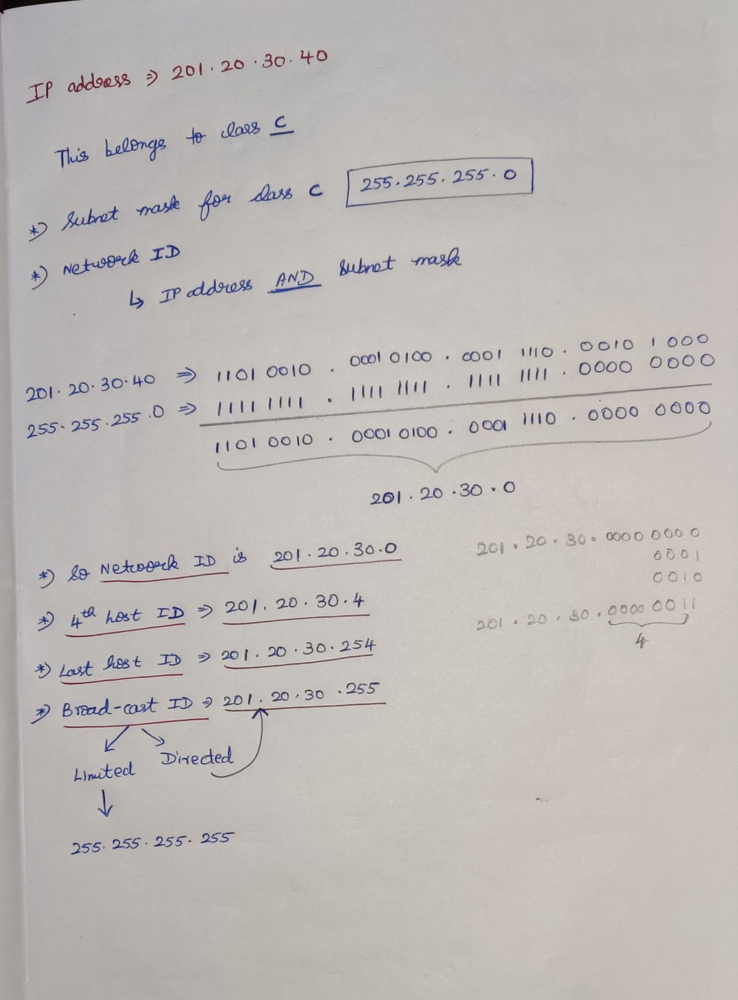 IP address ⇒ 201.20.30.40
This belongs to class C
*) Subnet mask for class C 255.255.255.0
*) Network ID
↳ IP address AND Subnet mask
201.20.30.40 ⇒ 1101 0010 . 0001 0100 . 0001 1110 . 0010 1000
255.255.255.0 ⇒ 1111 1111 . 1111 1111 . 1111 1111 . 0000 0000
1101 0010 . 0001 0100 . 0001 1110 . 0000 0000
201.20.30.0
*) So Network ID is 201.20.30.0
*) 4th host ID ⇒ 201.20.30.4
*) Last host ID ⇒ 201.20.30.254
*) Broad-cast ID ⇒ 201.20.30.255
Limited Directed
↓
255.255.255.255
201.20.30.0000 0000
0001
0010
201.20.30.0000 0011
4